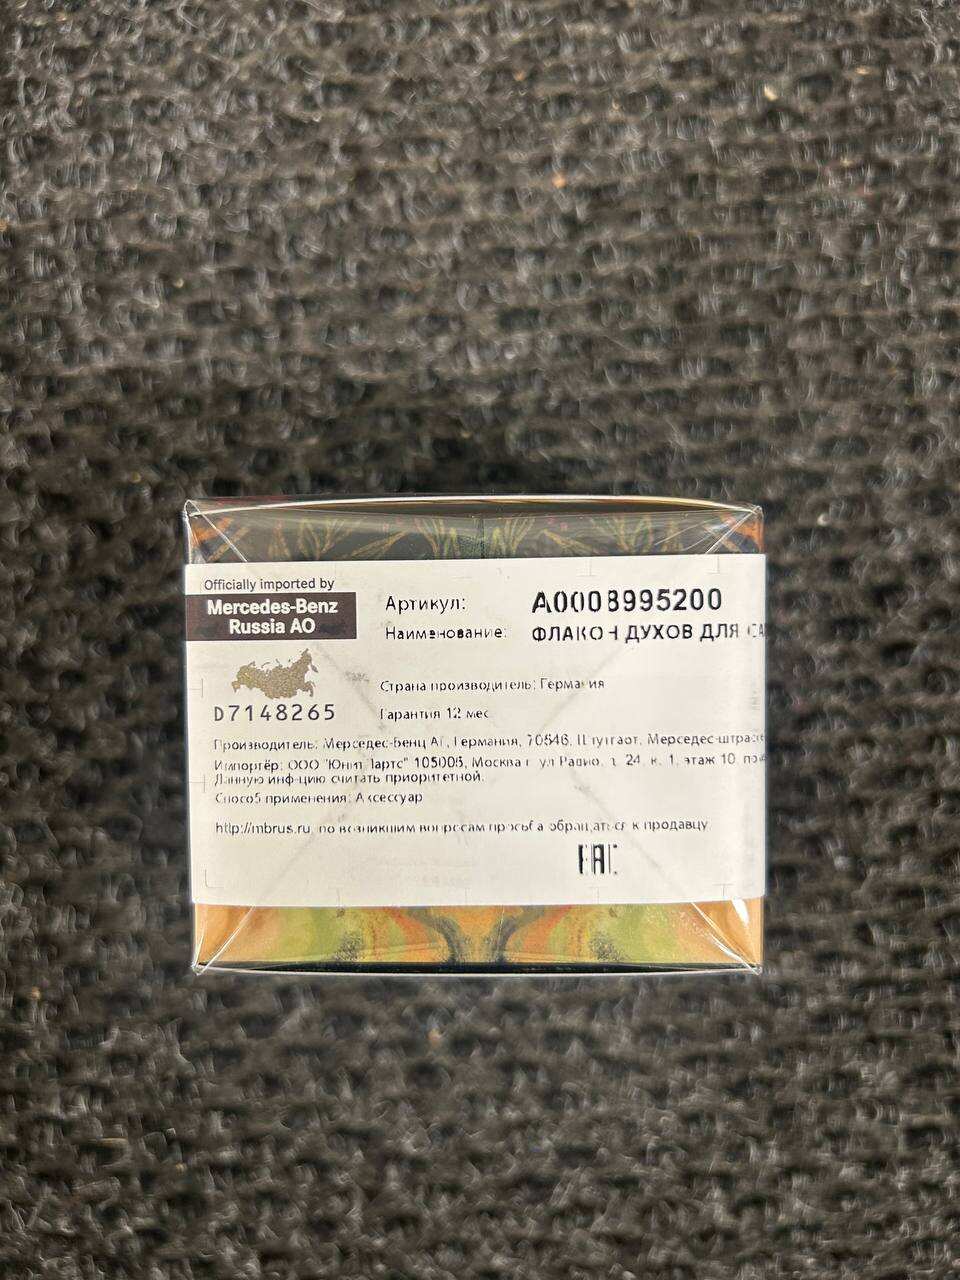 Officially imported by
Mercedes-Benz
Russia AO
Артикул: A0008995200
Наименование: ФЛАКОН ДУХОВ ДЛЯ
D7148265
Страна производитель: Германия
Гарантия 12 мес
Производитель: Мерседес-Бенц АГ, Германия, 70546, Штутгарт, Мерседес-штрассе
Импортёр: ООО "Юнит Партс" 105005, Москва г, ул Радио, д. 24, к. 1, этаж 10,
Данную инф-цию считать приоритетной.
Способ применения: Аксессуар
http://mbrus.ru, по возникшим вопросам просьба обращаться к продавцу
EAC